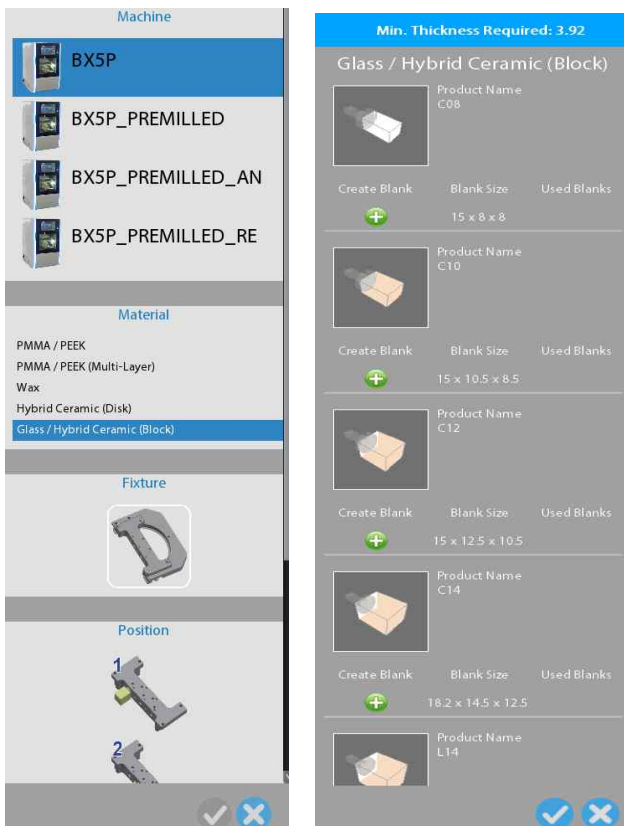 Machine
BX5P
BX5P_PREMILLED
BX5P_PREMILLED_AN
BX5P_PREMILLED_RE
Material
PMMA / PEEK
PMMA / PEEK (Multi-Layer)
Wax
Hybrid Ceramic (Disk)
Glass / Hybrid Ceramic (Block)
Fixture
Position
1
2
Min. Thickness Required: 3.92
Glass / Hybrid Ceramic (Block)
Product Name
C08
Create Blank Blank Size Used Blanks
15 x 8 x 8
Product Name
C10
Create Blank Blank Size Used Blanks
15 x 10.5 x 8.5
Product Name
C12
Create Blank Blank Size Used Blanks
15 x 12.5 x 10.5
Product Name
C14
Create Blank Blank Size Used Blanks
18.2 x 14.5 x 12.5
Product Name
L14